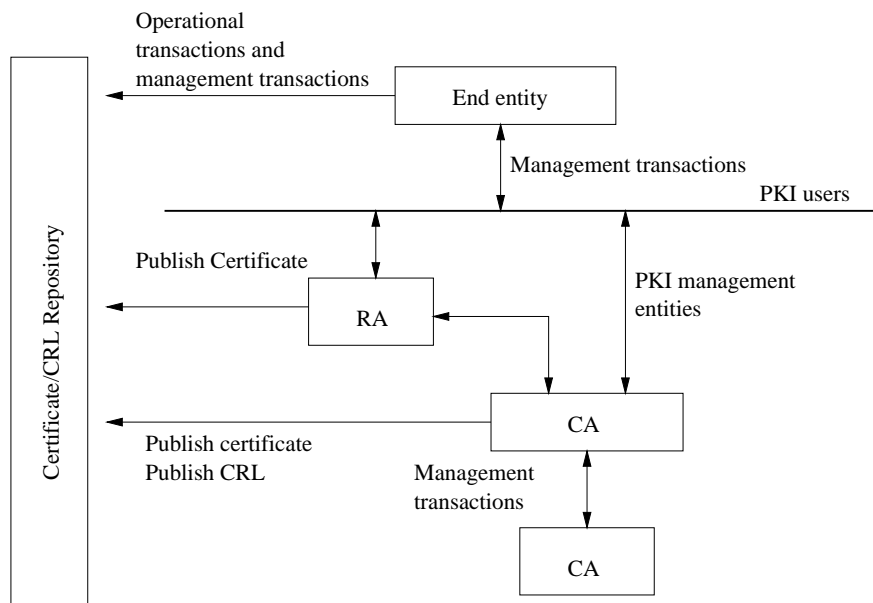 Operational
transactions and
management transactions
End entity
Management transactions
PKI users
Certificate/CRL Repository
Publish Certificate
RA
PKI management
entities
CA
Publish certificate
Publish CRL
Management
transactions
CA